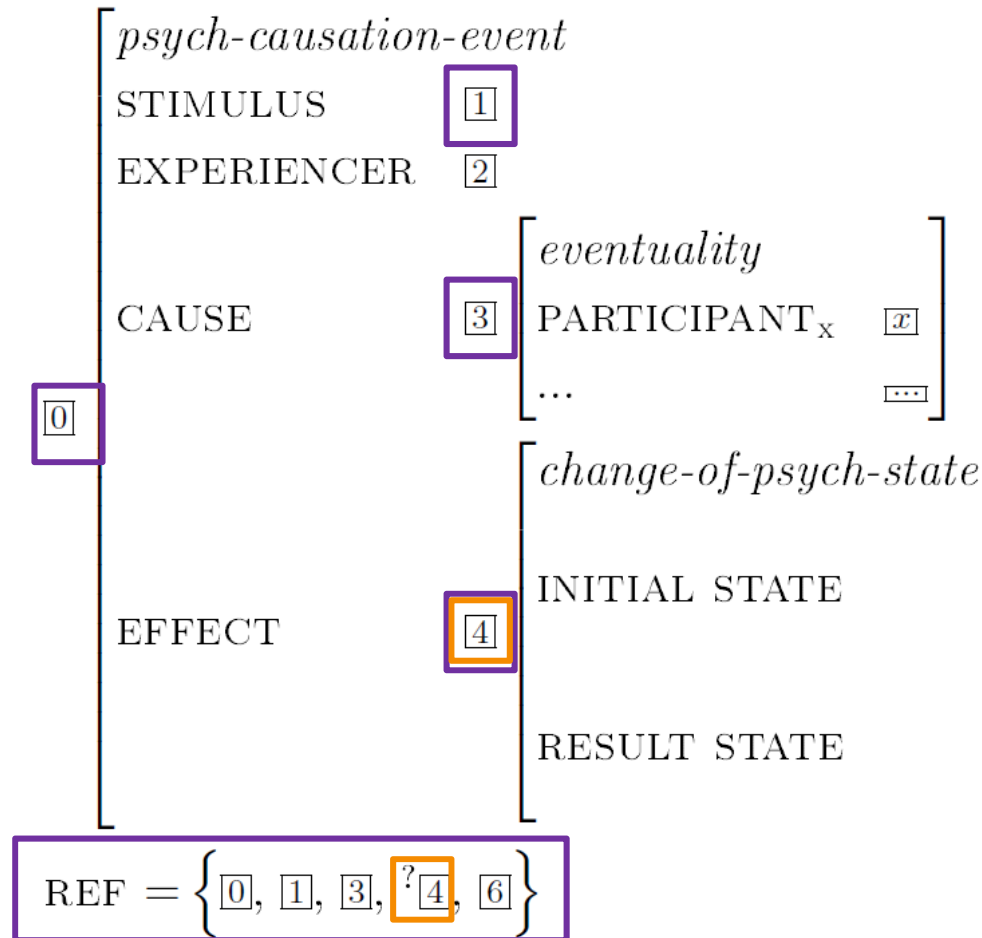 psych-causation-event
STIMULUS 1
EXPERIENCER 2
eventuality
CAUSE 3 PARTICIPANTx x
... ...
0
change-of-psych-state
INITIAL STATE
EFFECT 4
RESULT STATE
REF = {0, 1, 3, ?4, 6}